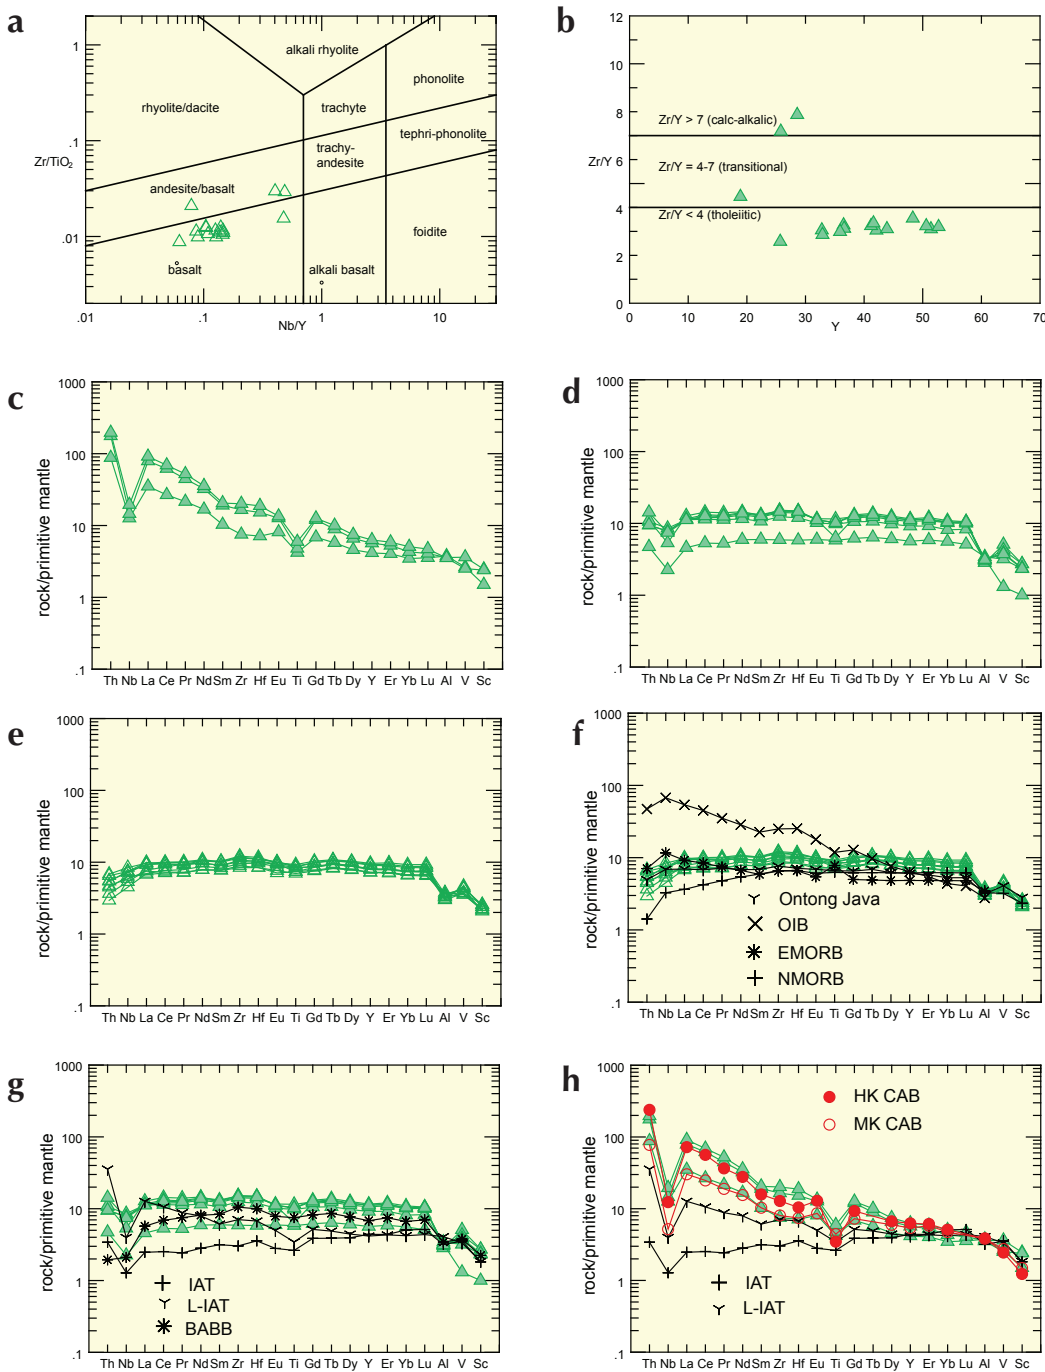 a
1
.1
.01
Zr/TiO2
alkali rhyolite
phonolite
rhyolite/dacite
trachyte
tephri-phonolite
trachy-
andesite
andesite/basalt
foidite
basalt
alkali basalt
.01
.1
1
10
Nb/Y
b
12
10
8
Zr/Y 6
4
2
0
Zr/Y > 7 (calc-alkalic)
Zr/Y = 4-7 (transitional)
Zr/Y < 4 (tholeiitic)
0 10 20 30 40 50 60 70
Y
c
1000
100
10
1
.1
rock/primitive mantle
Th Nb La Ce Pr Nd Sm Zr Hf Eu Ti Gd Tb Dy Y Er Yb Lu Al V Sc
d
1000
100
10
1
.1
rock/primitive mantle
Th Nb La Ce Pr Nd Sm Zr Hf Eu Ti Gd Tb Dy Y Er Yb Lu Al V Sc
e
1000
100
10
1
.1
rock/primitive mantle
Th Nb La Ce Pr Nd Sm Zr Hf Eu Ti Gd Tb Dy Y Er Yb Lu Al V Sc
f
1000
100
10
1
.1
rock/primitive mantle
Ontong Java
OIB
EMORB
NMORB
Th Nb La Ce Pr Nd Sm Zr Hf Eu Ti Gd Tb Dy Y Er Yb Lu Al V Sc
g
1000
100
10
1
.1
rock/primitive mantle
IAT
L-IAT
BABB
Th Nb La Ce Pr Nd Sm Zr Hf Eu Ti Gd Tb Dy Y Er Yb Lu Al V Sc
h
1000
100
10
1
.1
rock/primitive mantle
HK CAB
MK CAB
IAT
L-IAT
Th Nb La Ce Pr Nd Sm Zr Hf Eu Ti Gd Tb Dy Y Er Yb Lu Al V Sc